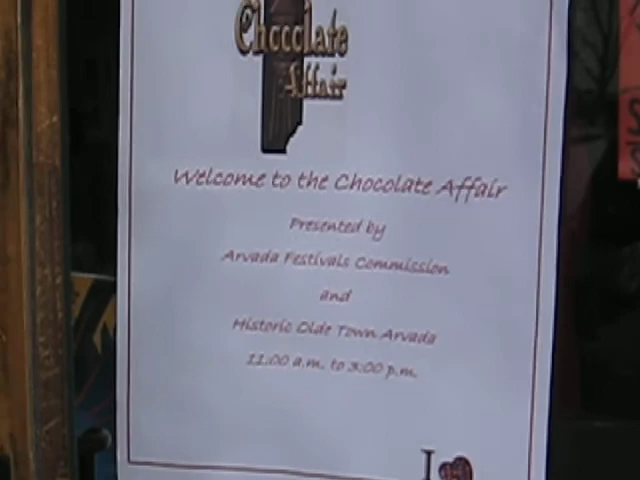 Chocolate
Affair
Welcome to the Chocolate Affair
Presented by
Arvada Festivals Commission
and
Historic Olde Town Arvada
11:00 a.m. to 3:00 p.m.
I